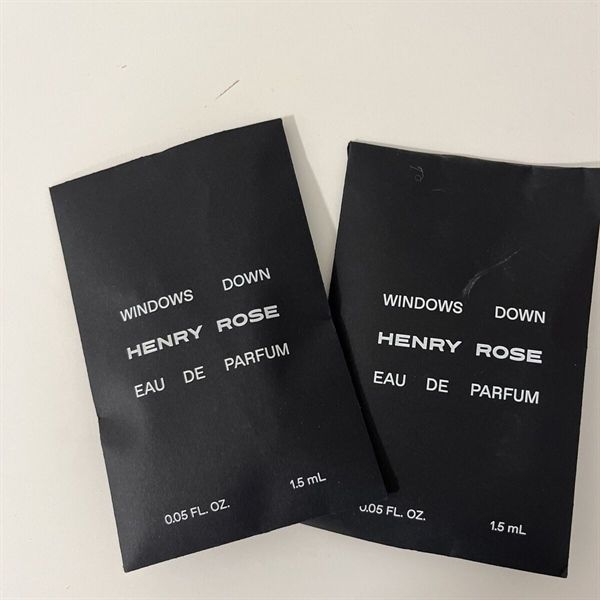 WINDOWS DOWN
HENRY ROSE
EAU DE PARFUM
0.05 FL. OZ. 1.5 mL
WINDOWS DOWN
HENRY ROSE
EAU DE PARFUM
0.05 FL. OZ. 1.5 mL